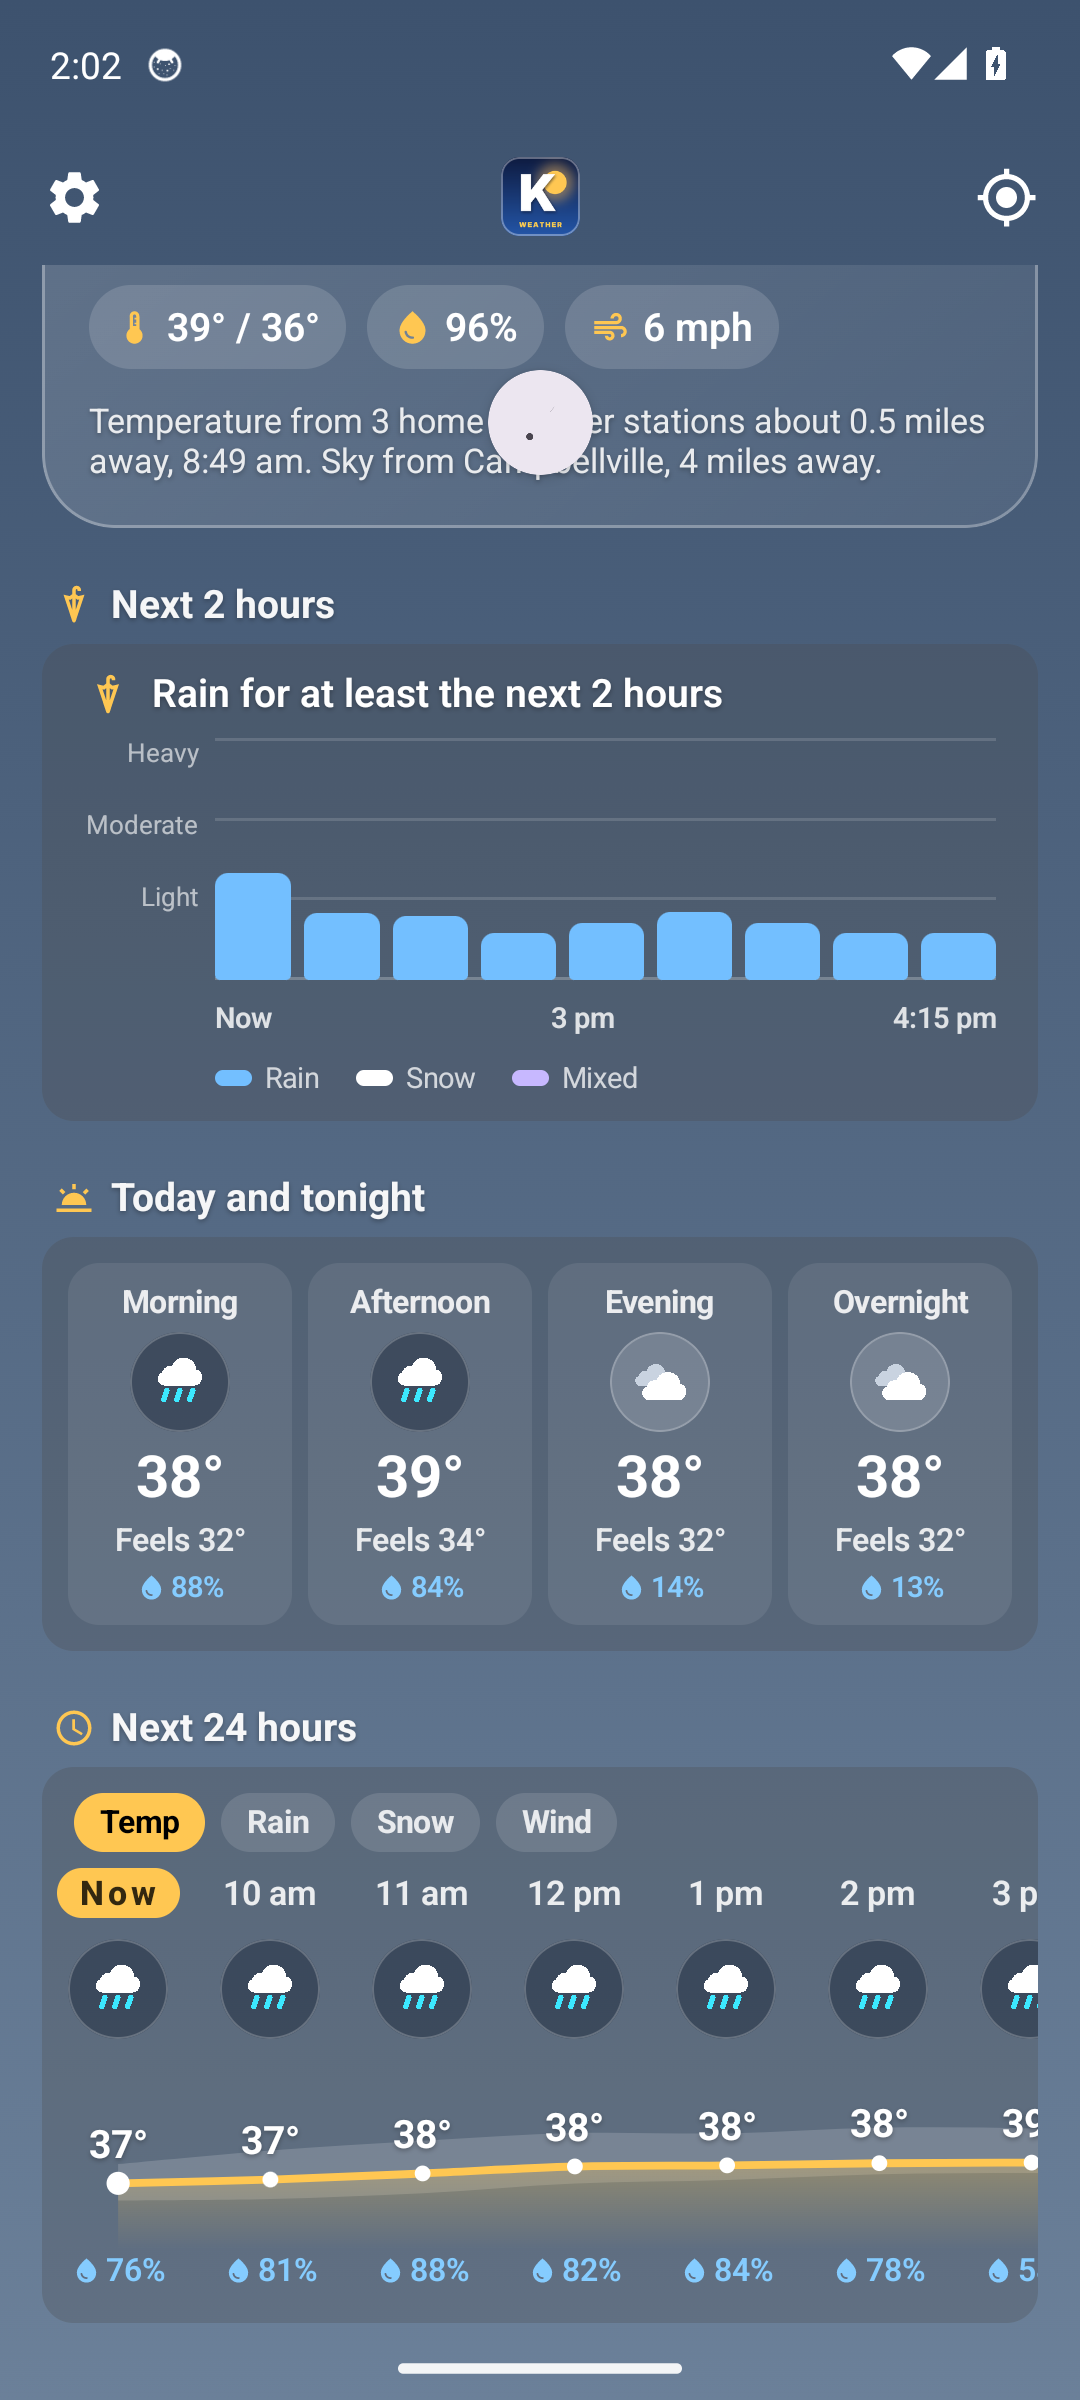 2:02
K
WEATHER
39° / 36°
96%
6 mph
Temperature from 3 home stations about 0.5 miles
away, 8:49 am. Sky from Campbellville, 4 miles away.
Next 2 hours
Rain for at least the next 2 hours
Heavy
Moderate
Light
Now 3 pm 4:15 pm
Rain Snow Mixed
Today and tonight
Morning Afternoon Evening Overnight
38° 39° 38° 38°
Feels 32° Feels 34° Feels 32° Feels 32°
88% 84% 14% 13%
Next 24 hours
Temp Rain Snow Wind
Now 10 am 11 am 12 pm 1 pm 2 pm 3 p
37° 37° 38° 38° 38° 38° 39
76% 81% 88% 82% 84% 78% 5